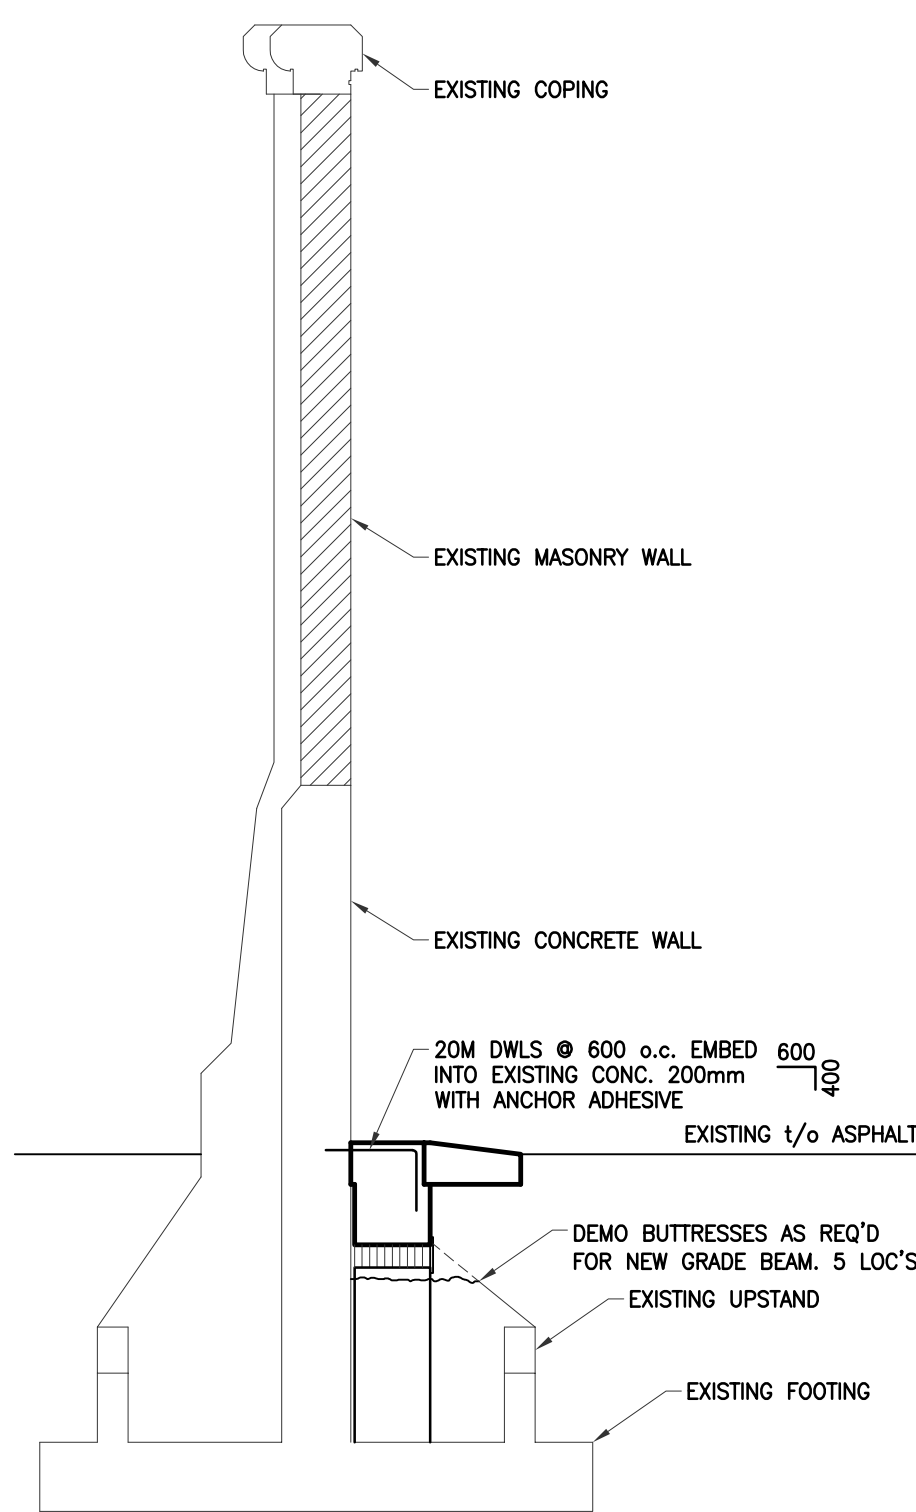 EXISTING COPING
EXISTING MASONRY WALL
EXISTING CONCRETE WALL
20M DWLS @ 600 o.c. EMBED
INTO EXISTING CONC. 200mm
WITH ANCHOR ADHESIVE
600
400
EXISTING t/o ASPHALT
DEMO BUTTRESSES AS REQ'D
FOR NEW GRADE BEAM. 5 LOC'S
EXISTING UPSTAND
EXISTING FOOTING